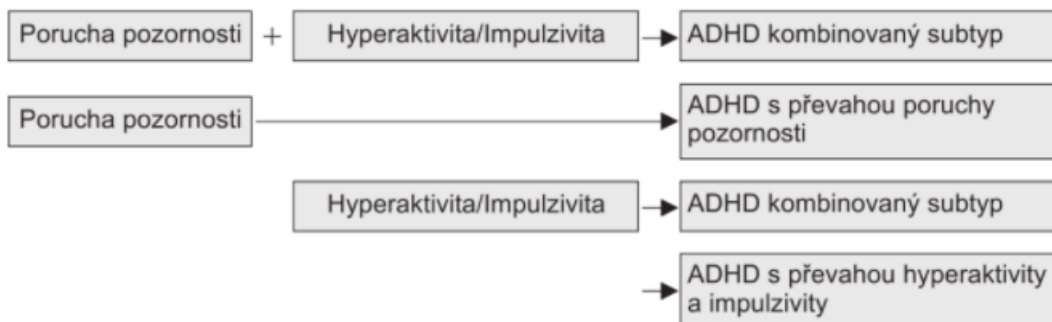 Porucha pozornosti + Hyperaktivita/Impulzivita ADHD kombinovaný subtyp
Porucha pozornosti ADHD s převahou poruchy
pozornosti
Hyperaktivita/Impulzivita ADHD kombinovaný subtyp
ADHD s převahou hyperaktivity
a impulzivity